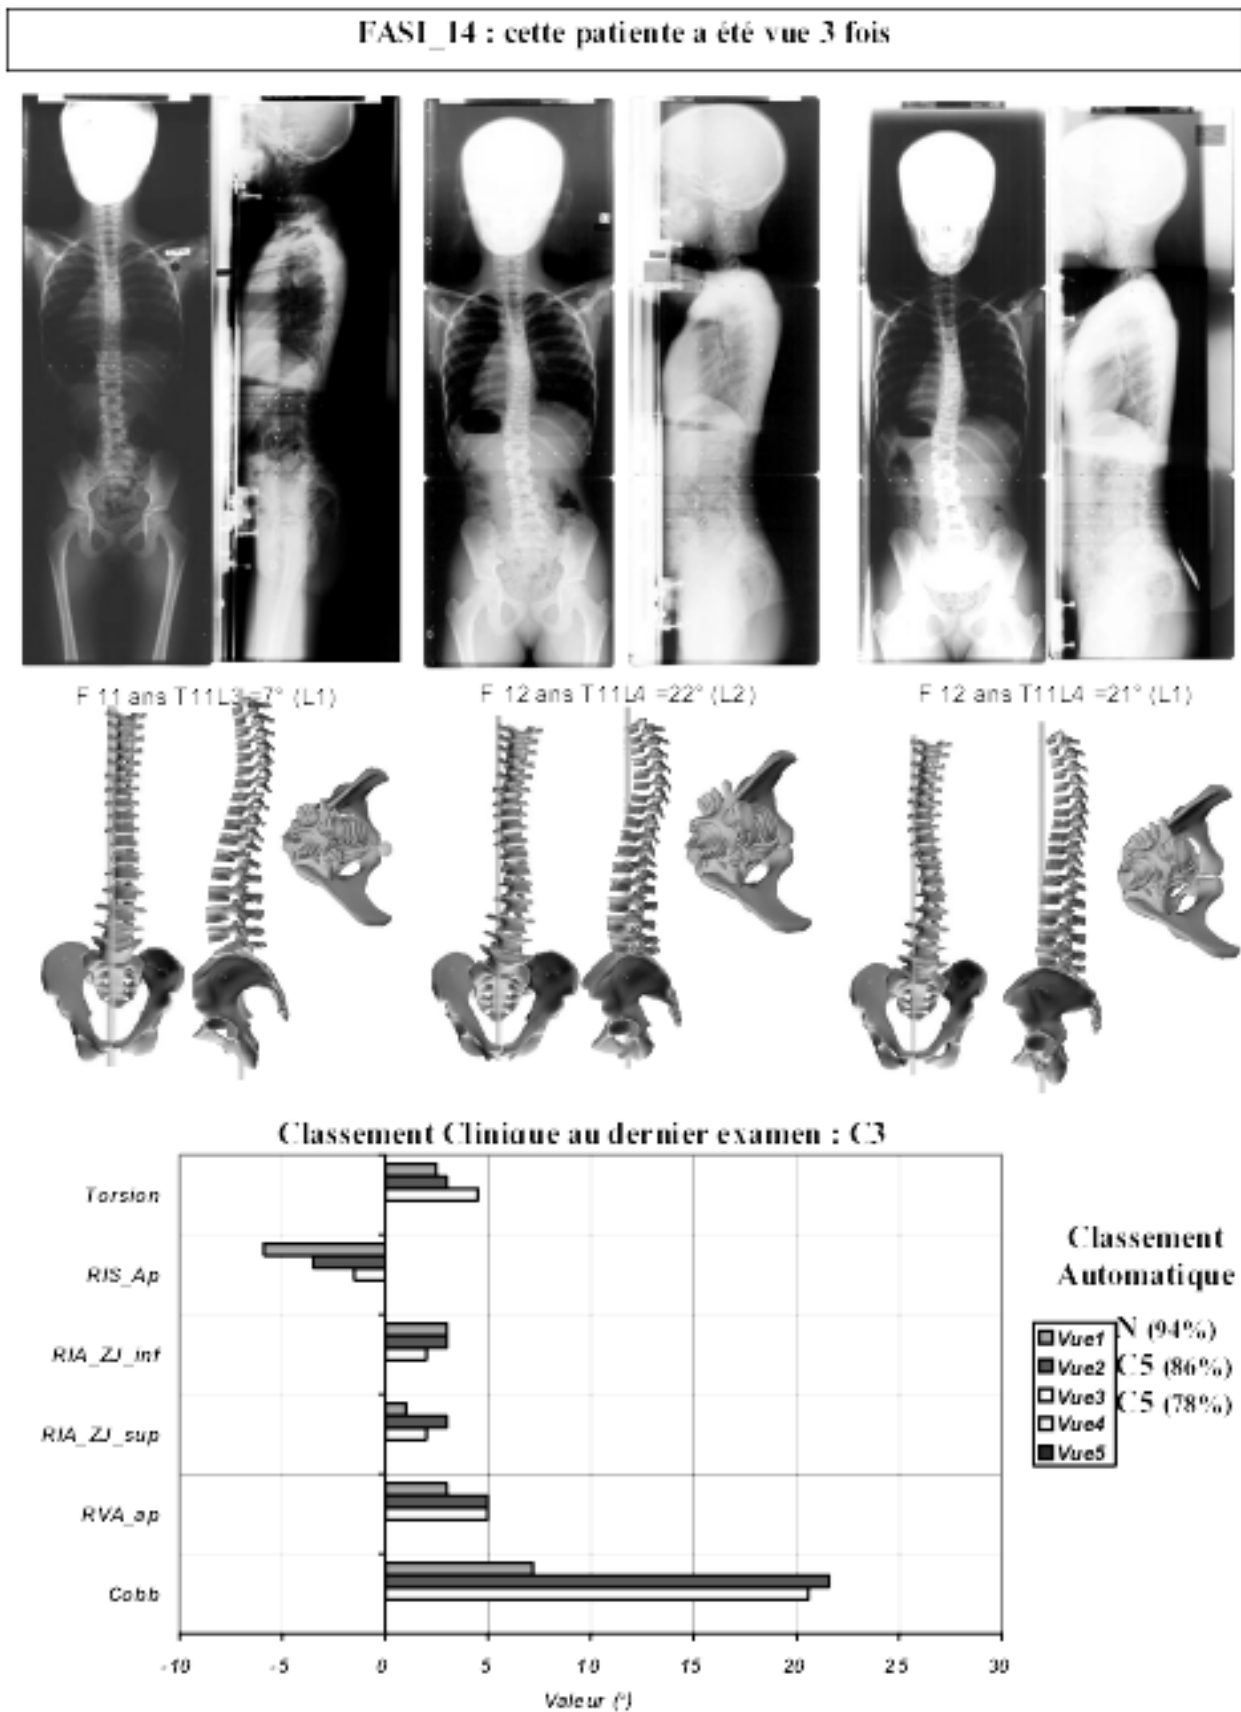 FASI_14 : cette patiente a été vue 3 fois
F 11 ans T11L3 =7° (L1)
F 12 ans T11L4 =22° (L2)
F 12 ans T11L4 =21° (L1)
Classement Clinique au dernier examen : C3
Torsion
RIS_Ap
RIA_ZJ_inf
RIA_ZJ_sup
RVA_ap
Cobb
-10 -5 0 5 10 15 20 25 30
Valeur (°)
Classement
Automatique
Vue1 N (94%)
Vue2 C5 (86%)
Vue3 C5 (78%)
Vue4
Vue5